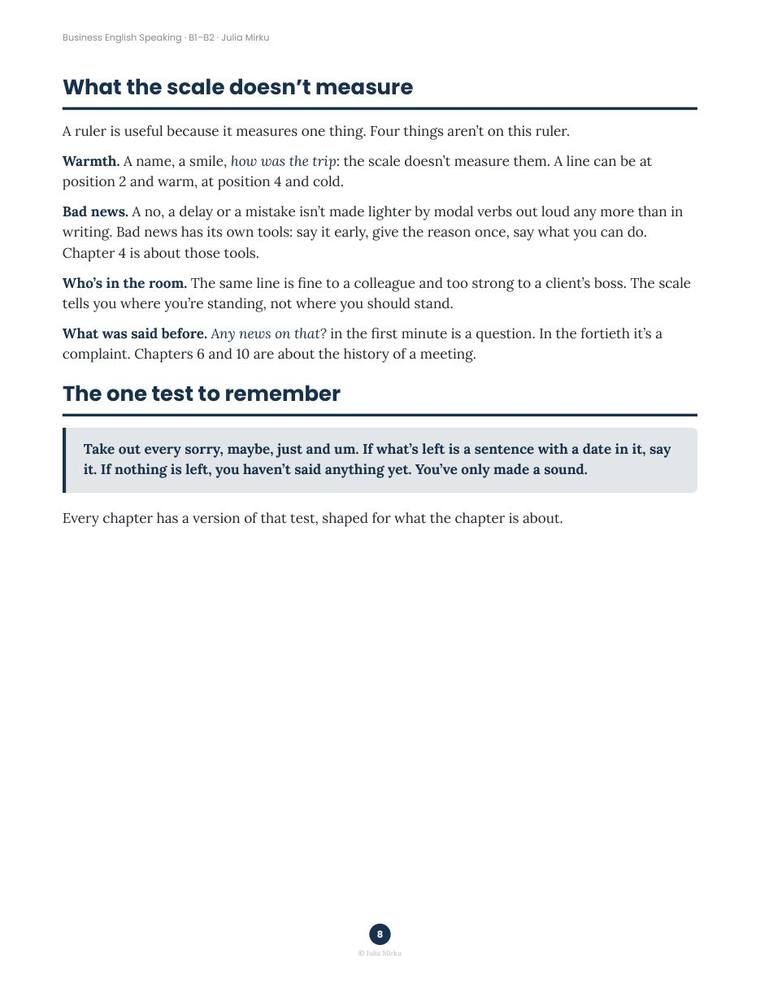 Business English Speaking · B1–B2 · Julia Mirku
What the scale doesn’t measure
A ruler is useful because it measures one thing. Four things aren’t on this ruler.
Warmth. A name, a smile, how was the trip: the scale doesn’t measure them. A line can be at
position 2 and warm, at position 4 and cold.
Bad news. A no, a delay or a mistake isn’t made lighter by modal verbs out loud any more than in
writing. Bad news has its own tools: say it early, give the reason once, say what you can do.
Chapter 4 is about those tools.
Who’s in the room. The same line is fine to a colleague and too strong to a client’s boss. The scale
tells you where you’re standing, not where you should stand.
What was said before. Any news on that? in the first minute is a question. In the fortieth it’s a
complaint. Chapters 6 and 10 are about the history of a meeting.
The one test to remember
Take out every sorry, maybe, just and um. If what’s left is a sentence with a date in it, say
it. If nothing is left, you haven’t said anything yet. You’ve only made a sound.
Every chapter has a version of that test, shaped for what the chapter is about.
8
© Julia Mirku